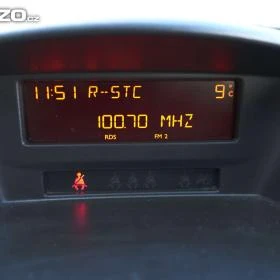 ZO.cz
11:51 R--STC 9°C
100.70 MHZ
RDS FM 2